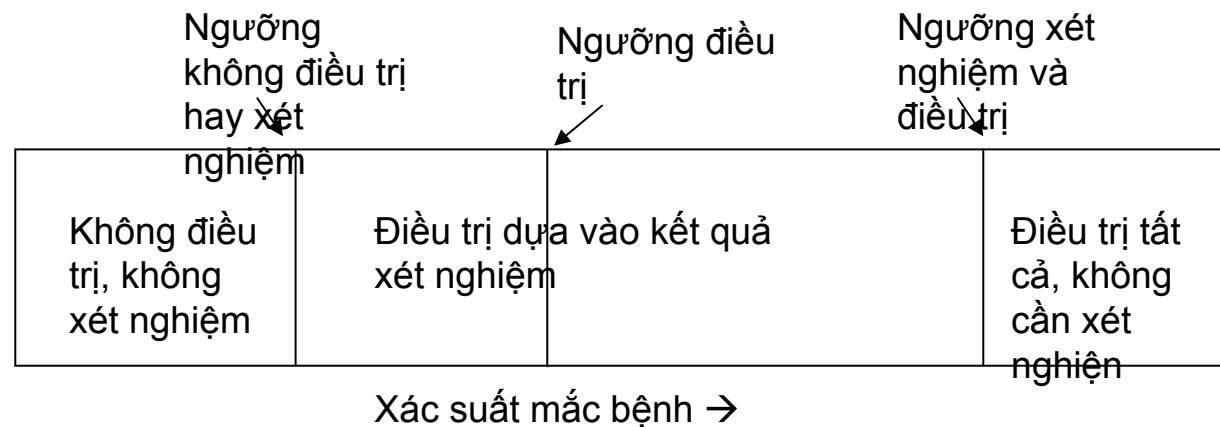 Ngưỡng
không điều trị
hay xét
nghiệm
Ngưỡng điều
trị
Ngưỡng xét
nghiệm và
điều trị
Không điều
trị, không
xét nghiệm
Điều trị dựa vào kết quả
xét nghiệm
Điều trị tất
cả, không
cần xét
nghiện
Xác suất mắc bệnh →